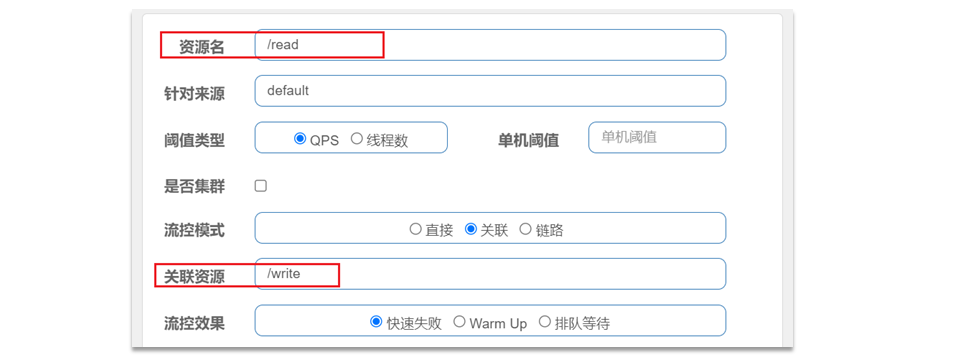 资源名 /read
针对来源 default
阈值类型 QPS 线程数 单机阈值 单机阈值
是否集群
流控模式 直接 关联 链路
关联资源 /write
流控效果 快速失败 Warm Up 排队等待